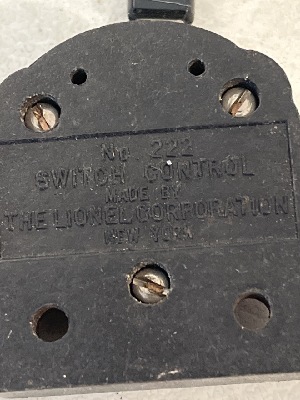 No 222
SWITCH CONTROL
MADE BY
THE LIONEL CORPORATION
NEW YORK